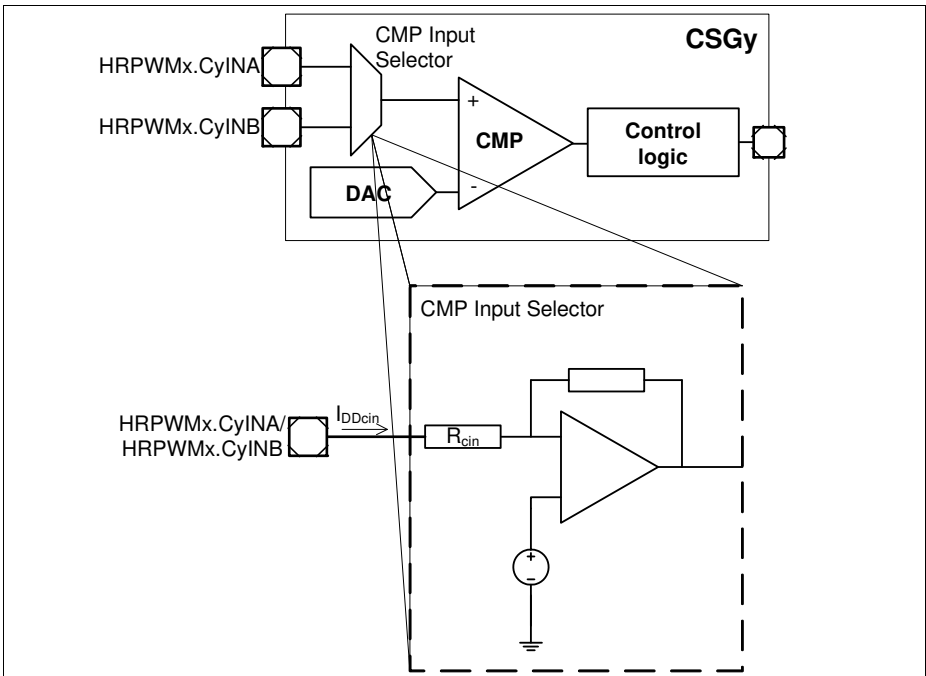 CSGy
CMP Input
Selector
HRPWMx.CyINA
HRPWMx.CyINB
+
CMP
-
Control
logic
DAC
CMP Input Selector
HRPWMx.CyINA/
HRPWMx.CyINB
IDDcin
Rcin
+
-